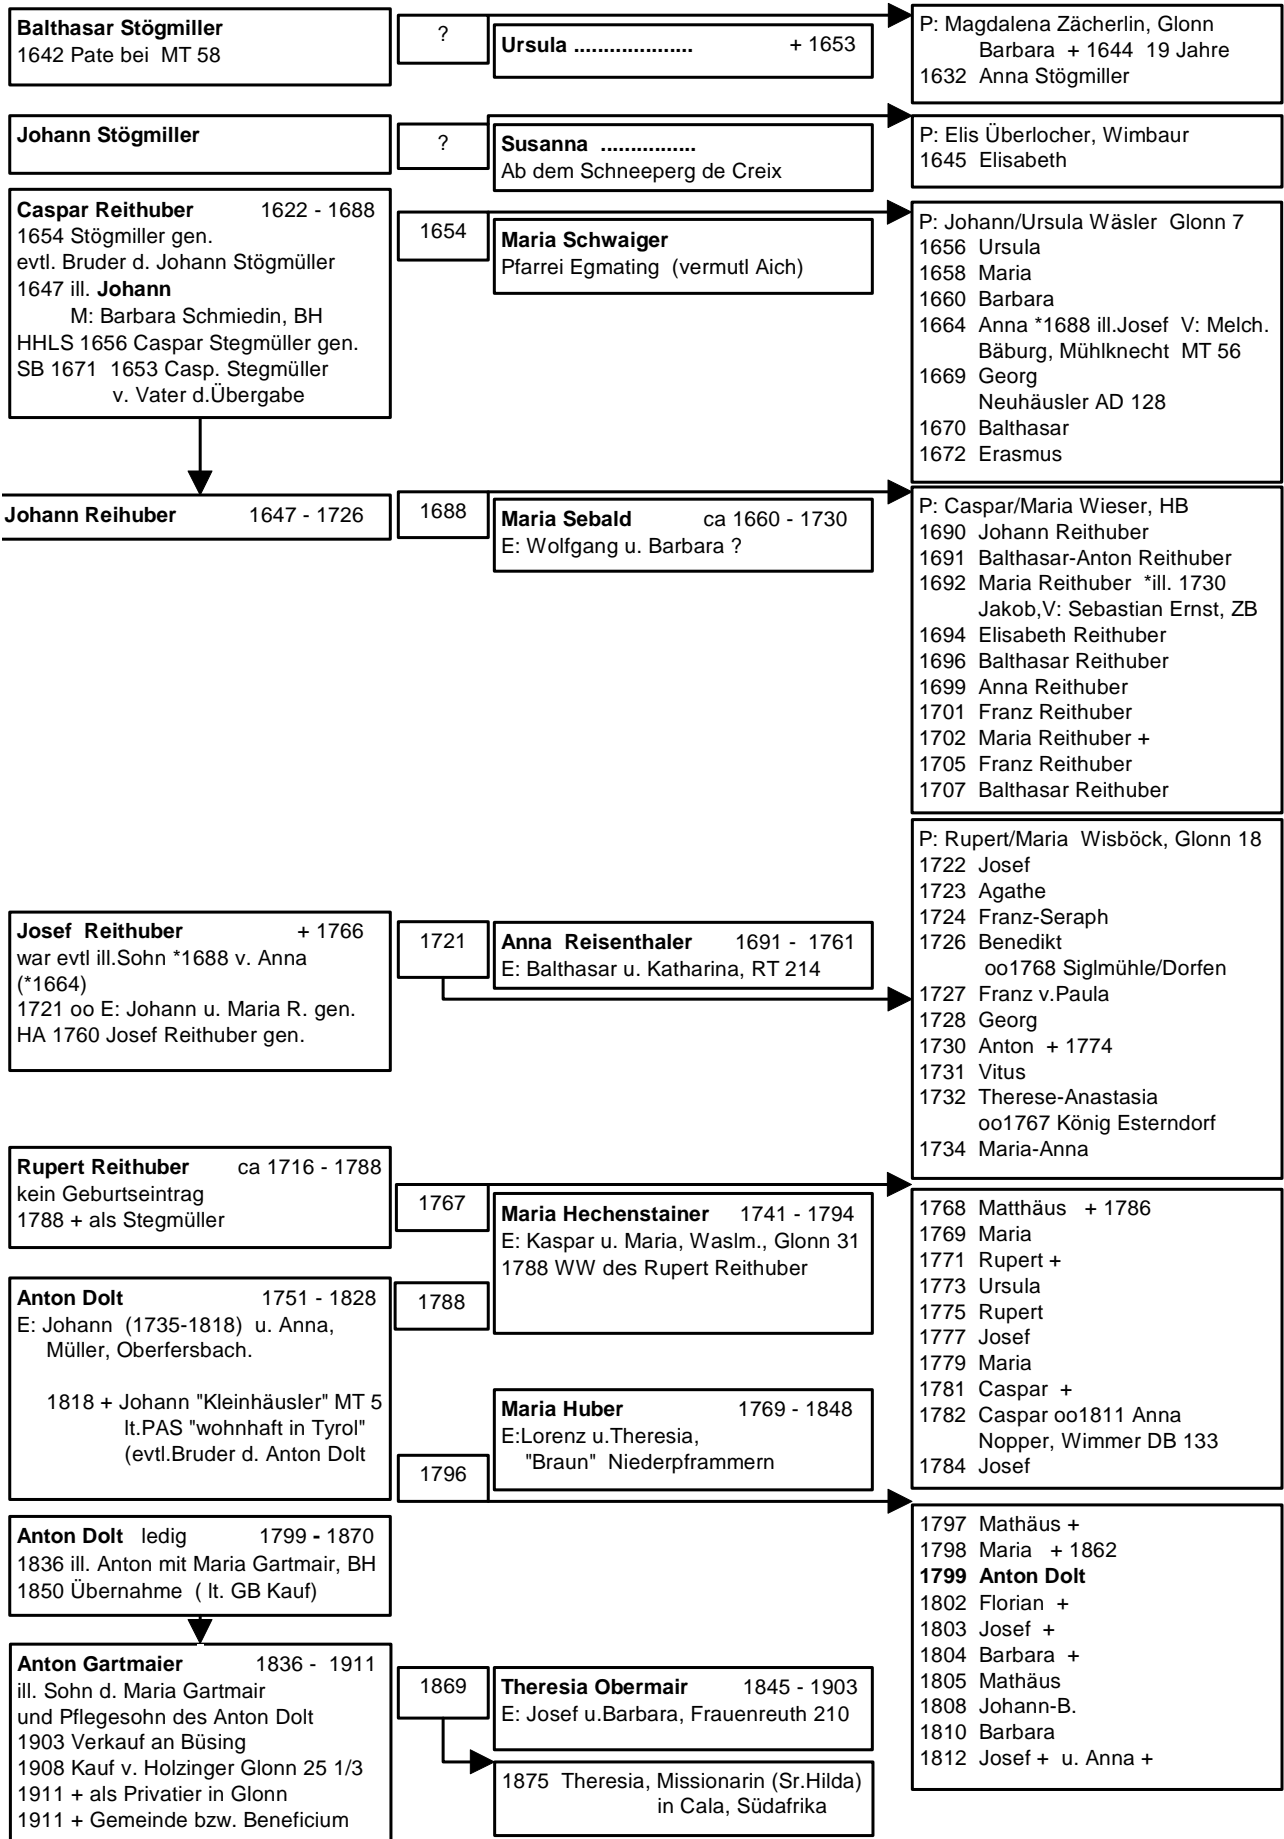 Balthasar Stögmiller
1642 Pate bei  MT 58
?
Ursula ..................... + 1653
P: Magdalena Zächerlin, Glonn
Barbara  + 1644  19 Jahre
1632  Anna Stögmiller
Johann Stögmiller
?
Susanna  .................
Ab dem Schneeperg de Creix
P: Elis Überlocher, Wimbaur
1645  Elisabeth
Caspar Reithuber 1622 - 1688
1654 Stögmiller gen.
evtl. Bruder d. Johann Stögmüller
1647 ill. Johann
M: Barbara Schmiedin, BH
HHLS 1656 Caspar Stegmüller gen.
SB 1671  1653 Casp. Stegmüller
v. Vater d.Übergabe
1654
Maria Schwaiger
Pfarrei Egmating  (vermutl Aich)
P: Johann/Ursula Wäsler  Glonn 7
1656  Ursula
1658  Maria
1660  Barbara
1664  Anna *1688 ill.Josef  V: Melch.
Bäburg, Mühlknecht  MT 56
1669  Georg
Neuhäusler AD 128
1670  Balthasar
1672  Erasmus
Johann Reihuber 1647 - 1726
1688
Maria Sebald ca 1660 - 1730
E: Wolfgang u. Barbara ?
P: Caspar/Maria Wieser, HB
1690  Johann Reithuber
1691  Balthasar-Anton Reithuber
1692  Maria Reithuber  *ill. 1730
Jakob,V: Sebastian Ernst, ZB
1694  Elisabeth Reithuber
1696  Balthasar Reithuber
1699  Anna Reithuber
1701  Franz Reithuber
1702  Maria Reithuber +
1705  Franz Reithuber
1707  Balthasar Reithuber
Josef  Reithuber + 1766
war evtl ill.Sohn *1688 v. Anna
(*1664)
1721 oo E: Johann u. Maria R. gen.
HA 1760 Josef Reithuber gen.
1721
Anna  Reisenthaler 1691 -  1761
E: Balthasar u. Katharina, RT 214
P: Rupert/Maria  Wisböck, Glonn 18
1722  Josef
1723  Agathe
1724  Franz-Seraph
1726  Benedikt
oo1768 Siglmühle/Dorfen
1727  Franz v.Paula
1728  Georg
1730  Anton  + 1774
1731  Vitus
1732  Therese-Anastasia
oo1767 König Esterndorf
1734  Maria-Anna
Rupert Reithuber ca 1716 - 1788
kein Geburtseintrag
1788 + als Stegmüller
1767
Maria Hechenstainer 1741 - 1794
E: Kaspar u. Maria, Waslm., Glonn 31
1788 WW des Rupert Reithuber
1768  Matthäus   + 1786
1769  Maria
1771  Rupert +
1773  Ursula
1775  Rupert
1777  Josef
1779  Maria
1781  Caspar  +
1782  Caspar oo1811 Anna
Nopper, Wimmer DB 133
1784  Josef
Anton Dolt 1751 - 1828
E: Johann  (1735-1818)  u. Anna,
Müller, Oberfersbach.
1818 + Johann "Kleinhäusler" MT 5
lt.PAS "wohnhaft in Tyrol"
(evtl.Bruder d. Anton Dolt
1788
Maria Huber 1769 - 1848
E:Lorenz u.Theresia,
"Braun"  Niederpframmern
1796
1797  Mathäus +
1798  Maria   + 1862
1799  Anton Dolt
1802  Florian  +
1803  Josef  +
1804  Barbara  +
1805  Mathäus
1808  Johann-B.
1810  Barbara
1812  Josef +  u. Anna +
Anton Dolt   ledig 1799 - 1870
1836 ill. Anton mit Maria Gartmair, BH
1850 Übernahme  ( lt. GB Kauf)
Anton Gartmaier 1836 -  1911
ill. Sohn d. Maria Gartmair
und Pflegesohn des Anton Dolt
1903 Verkauf an Büsing
1908 Kauf v. Holzinger Glonn 25 1/3
1911 + als Privatier in Glonn
1911 + Gemeinde bzw. Beneficium
1869
Theresia Obermair 1845 - 1903
E: Josef u.Barbara, Frauenreuth 210
1875  Theresia, Missionarin (Sr.Hilda)
in Cala, Südafrika